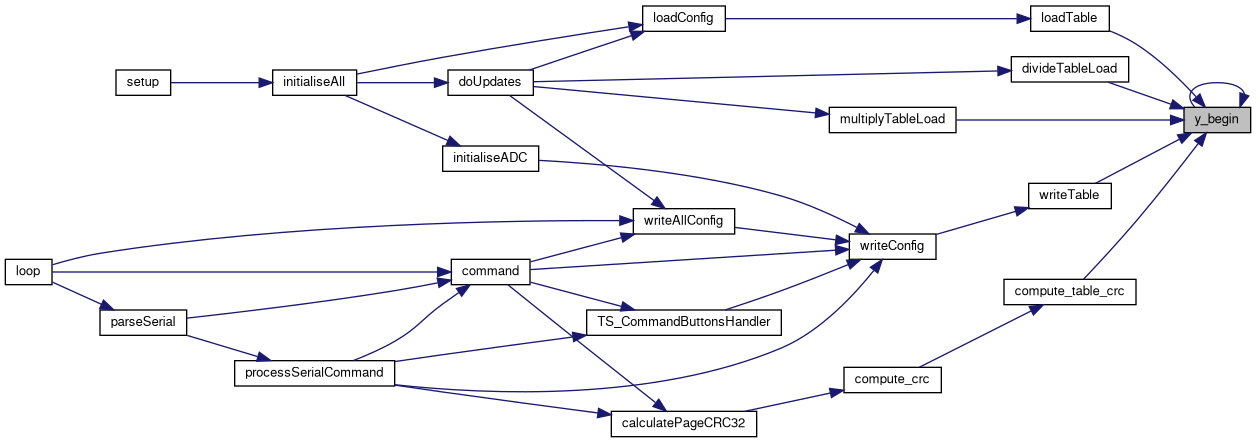 loadConfig
loadTable
setup
initialiseAll
doUpdates
divideTableLoad
multiplyTableLoad
y_begin
initialiseADC
writeTable
writeAllConfig
writeConfig
loop
command
compute_table_crc
parseSerial
TS_CommandButtonsHandler
processSerialCommand
compute_crc
calculatePageCRC32